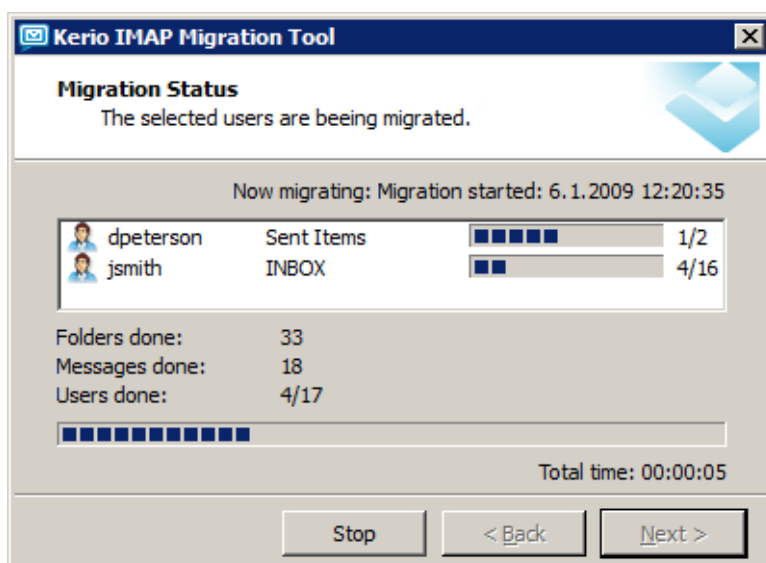 Kerio IMAP Migration Tool
Migration Status
The selected users are beeing migrated.
Now migrating: Migration started: 6.1.2009 12:20:35
dpeterson Sent Items 1/2
jsmith INBOX 4/16
Folders done: 33
Messages done: 18
Users done: 4/17
Total time: 00:00:05
Stop < Back Next >